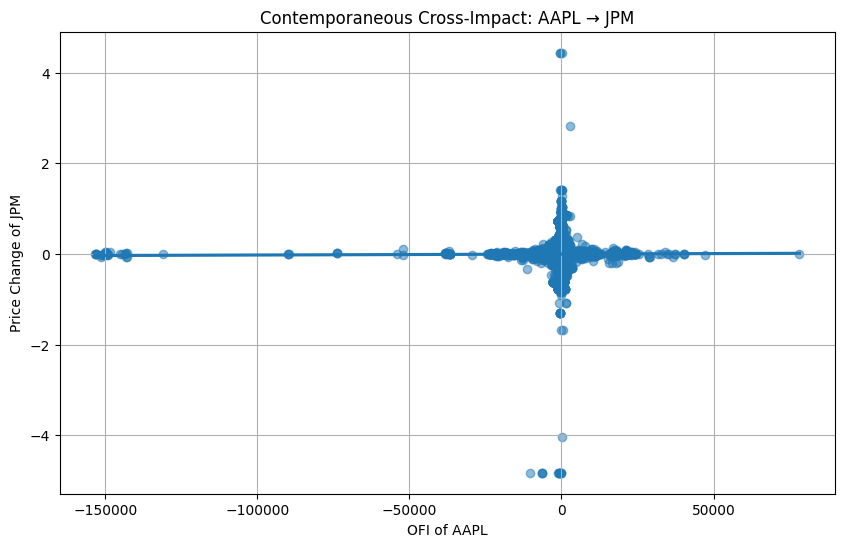 Contemporaneous Cross-Impact: AAPL → JPM
Price Change of JPM
4
2
0
−2
−4
−150000 −100000 −50000 0 50000
OFI of AAPL